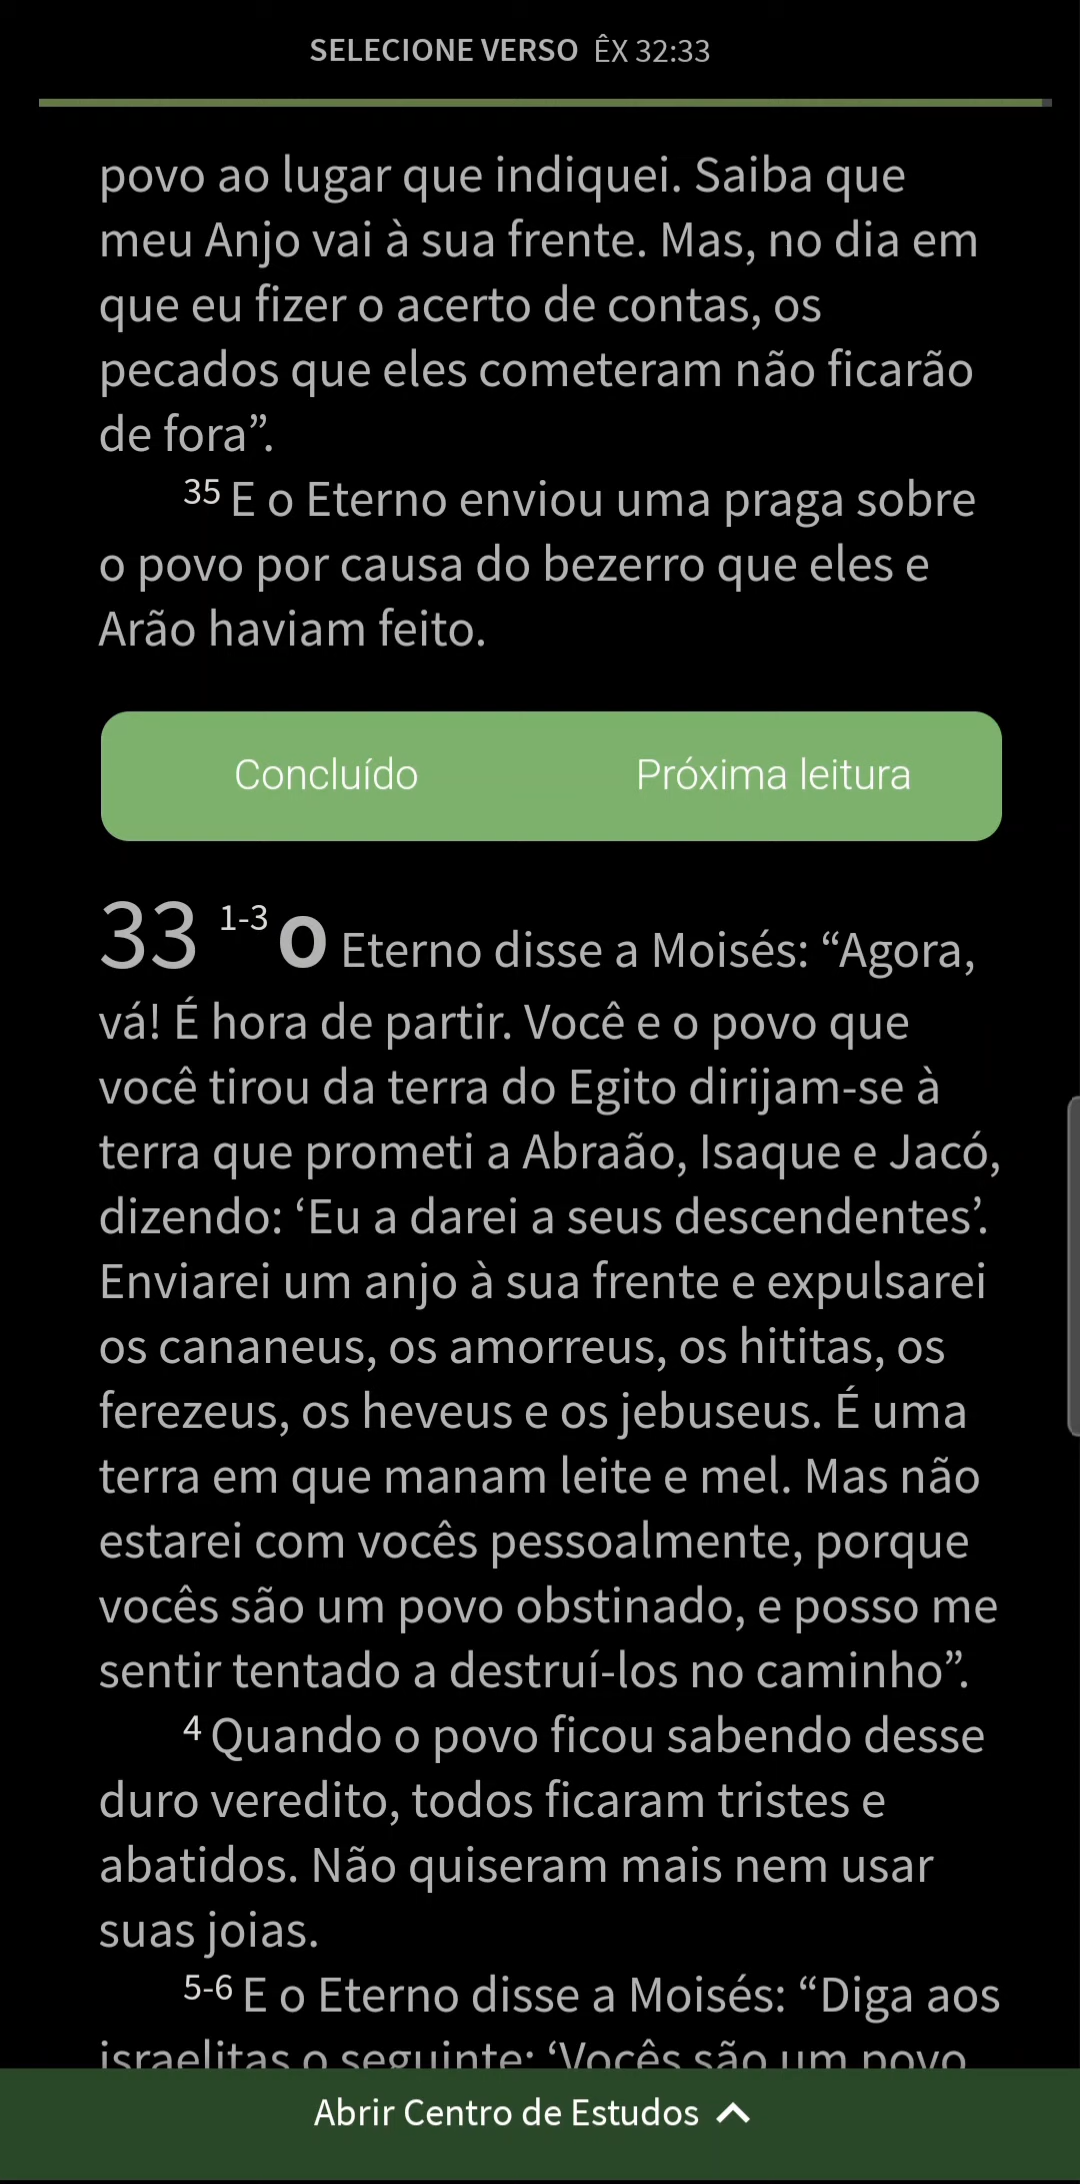 SELECIONE VERSO ÊX 32:33
povo ao lugar que indiquei. Saiba que
meu Anjo vai à sua frente. Mas, no dia em
que eu fizer o acerto de contas, os
pecados que eles cometeram não ficarão
de fora”.
35 E o Eterno enviou uma praga sobre
o povo por causa do bezerro que eles e
Arão haviam feito.
Concluído Próxima leitura
33 1-3 O Eterno disse a Moisés: “Agora,
vá! É hora de partir. Você e o povo que
você tirou da terra do Egito dirijam-se à
terra que prometi a Abraão, Isaque e Jacó,
dizendo: ‘Eu a darei a seus descendentes’.
Enviarei um anjo à sua frente e expulsarei
os cananeus, os amorreus, os hititas, os
ferezeus, os heveus e os jebuseus. É uma
terra em que manam leite e mel. Mas não
estarei com vocês pessoalmente, porque
vocês são um povo obstinado, e posso me
sentir tentado a destruí-los no caminho”.
4 Quando o povo ficou sabendo desse
duro veredito, todos ficaram tristes e
abatidos. Não quiseram mais nem usar
suas joias.
5-6 E o Eterno disse a Moisés: “Diga aos
israelitas o seguinte: ‘Vocês são um povo
Abrir Centro de Estudos